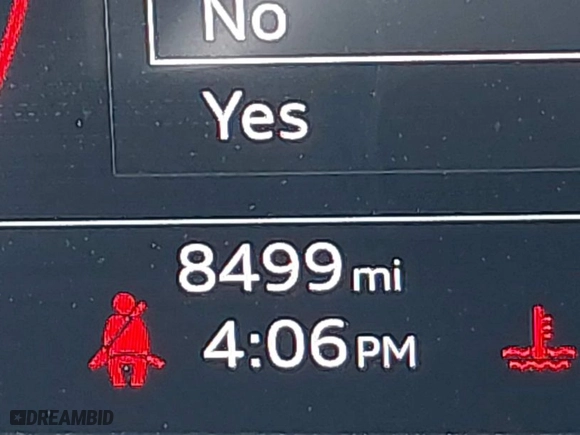 No
Yes
8499 mi
4:06 PM
DREAMBID